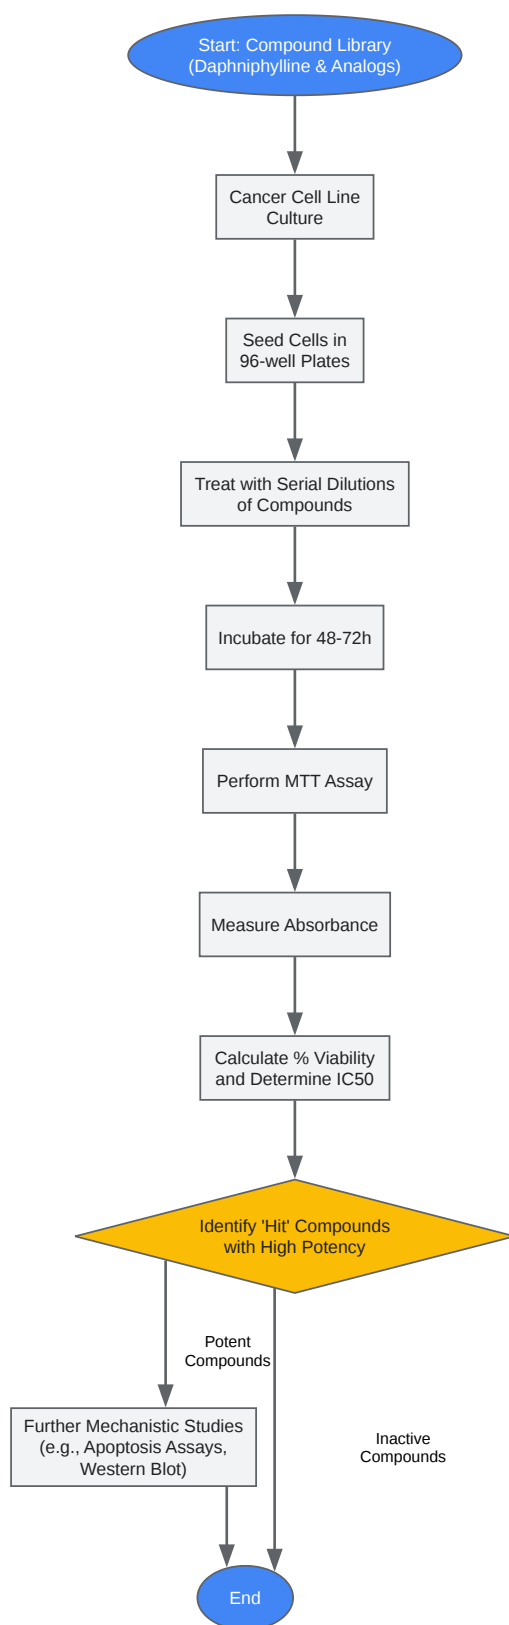 Start: Compound Library
(Daphniphylline & Analogs)
Cancer Cell Line
Culture
Seed Cells in
96-well Plates
Treat with Serial Dilutions
of Compounds
Incubate for 48-72h
Perform MTT Assay
Measure Absorbance
Calculate % Viability
and Determine IC50
Identify 'Hit' Compounds
with High Potency
Potent
Compounds
Further Mechanistic Studies
(e.g., Apoptosis Assays,
Western Blot)
Inactive
Compounds
End